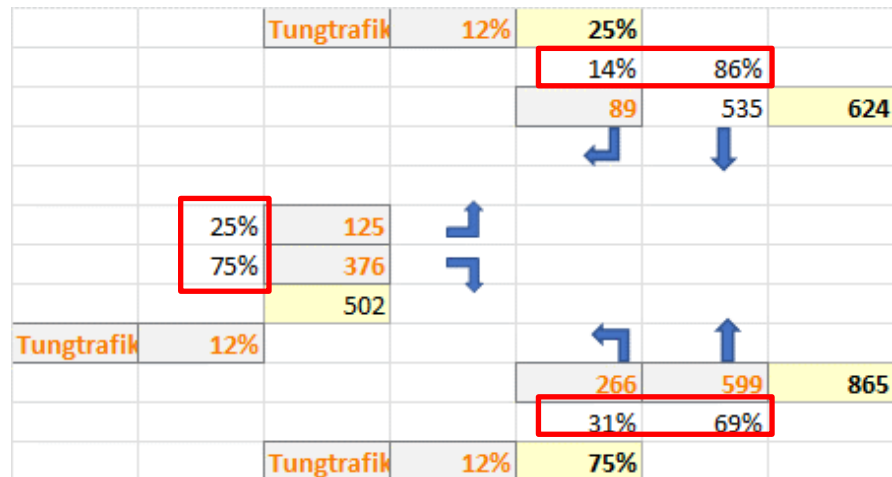 Tungtrafik 12% 25%
14% 86%
89 535 624
25% 125
75% 376
502
Tungtrafik 12%
266 599 865
31% 69%
Tungtrafik 12% 75%